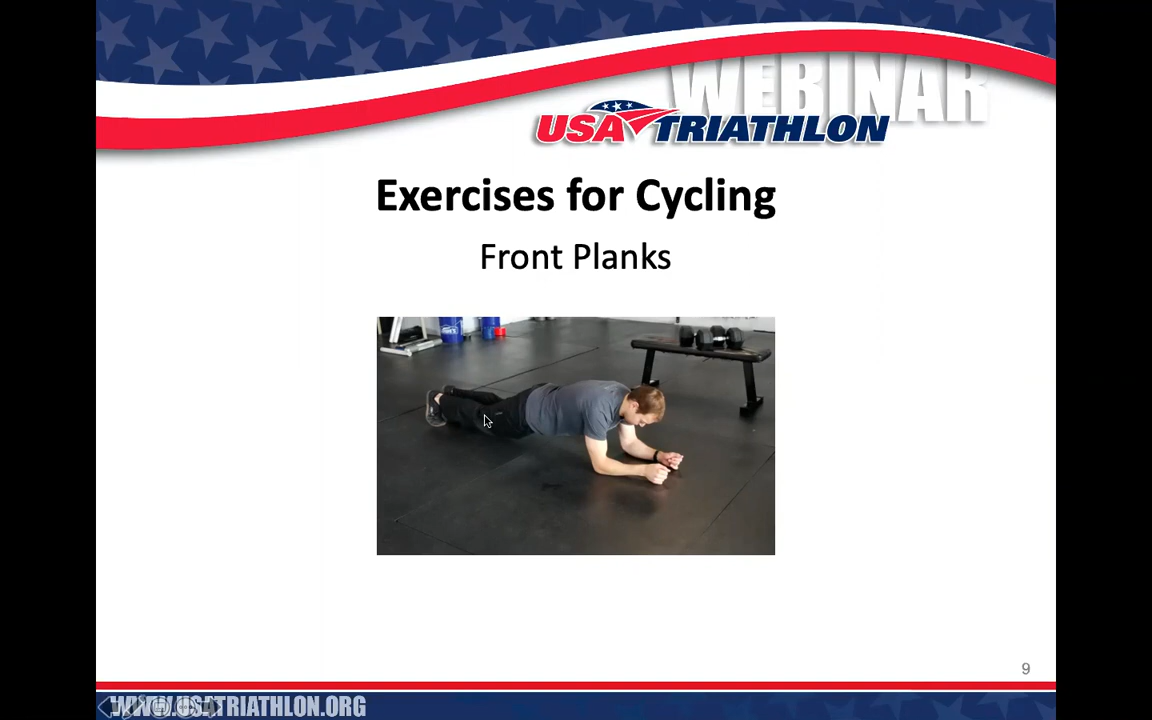 WEBINAR
USA TRIATHLON
Exercises for Cycling
Front Planks
9
WWW.USATRIATHLON.ORG